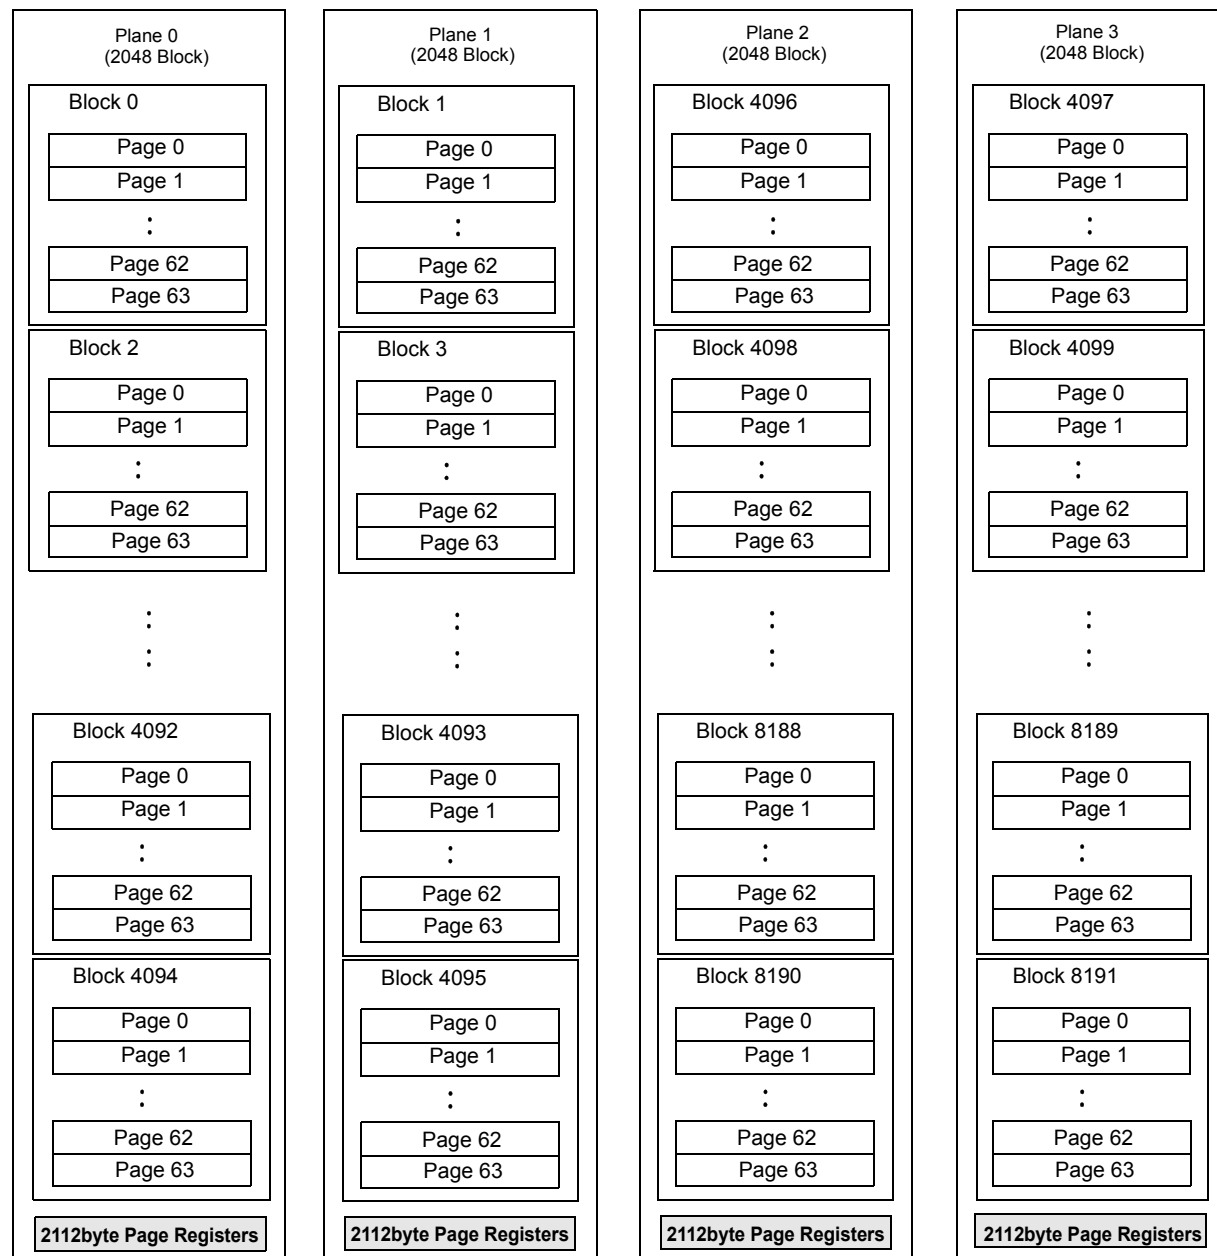 Plane 0
(2048 Block)
Block 0
Page 0
Page 1
:
Page 62
Page 63
Block 2
Page 0
Page 1
:
Page 62
Page 63
:
:
Block 4092
Page 0
Page 1
:
Page 62
Page 63
Block 4094
Page 0
Page 1
:
Page 62
Page 63
2112byte Page Registers
Plane 1
(2048 Block)
Block 1
Page 0
Page 1
:
Page 62
Page 63
Block 3
Page 0
Page 1
:
Page 62
Page 63
:
:
Block 4093
Page 0
Page 1
:
Page 62
Page 63
Block 4095
Page 0
Page 1
:
Page 62
Page 63
2112byte Page Registers
Plane 2
(2048 Block)
Block 4096
Page 0
Page 1
:
Page 62
Page 63
Block 4098
Page 0
Page 1
:
Page 62
Page 63
:
:
Block 8188
Page 0
Page 1
:
Page 62
Page 63
Block 8190
Page 0
Page 1
:
Page 62
Page 63
2112byte Page Registers
Plane 3
(2048 Block)
Block 4097
Page 0
Page 1
:
Page 62
Page 63
Block 4099
Page 0
Page 1
:
Page 62
Page 63
:
:
Block 8189
Page 0
Page 1
:
Page 62
Page 63
Block 8191
Page 0
Page 1
:
Page 62
Page 63
2112byte Page Registers